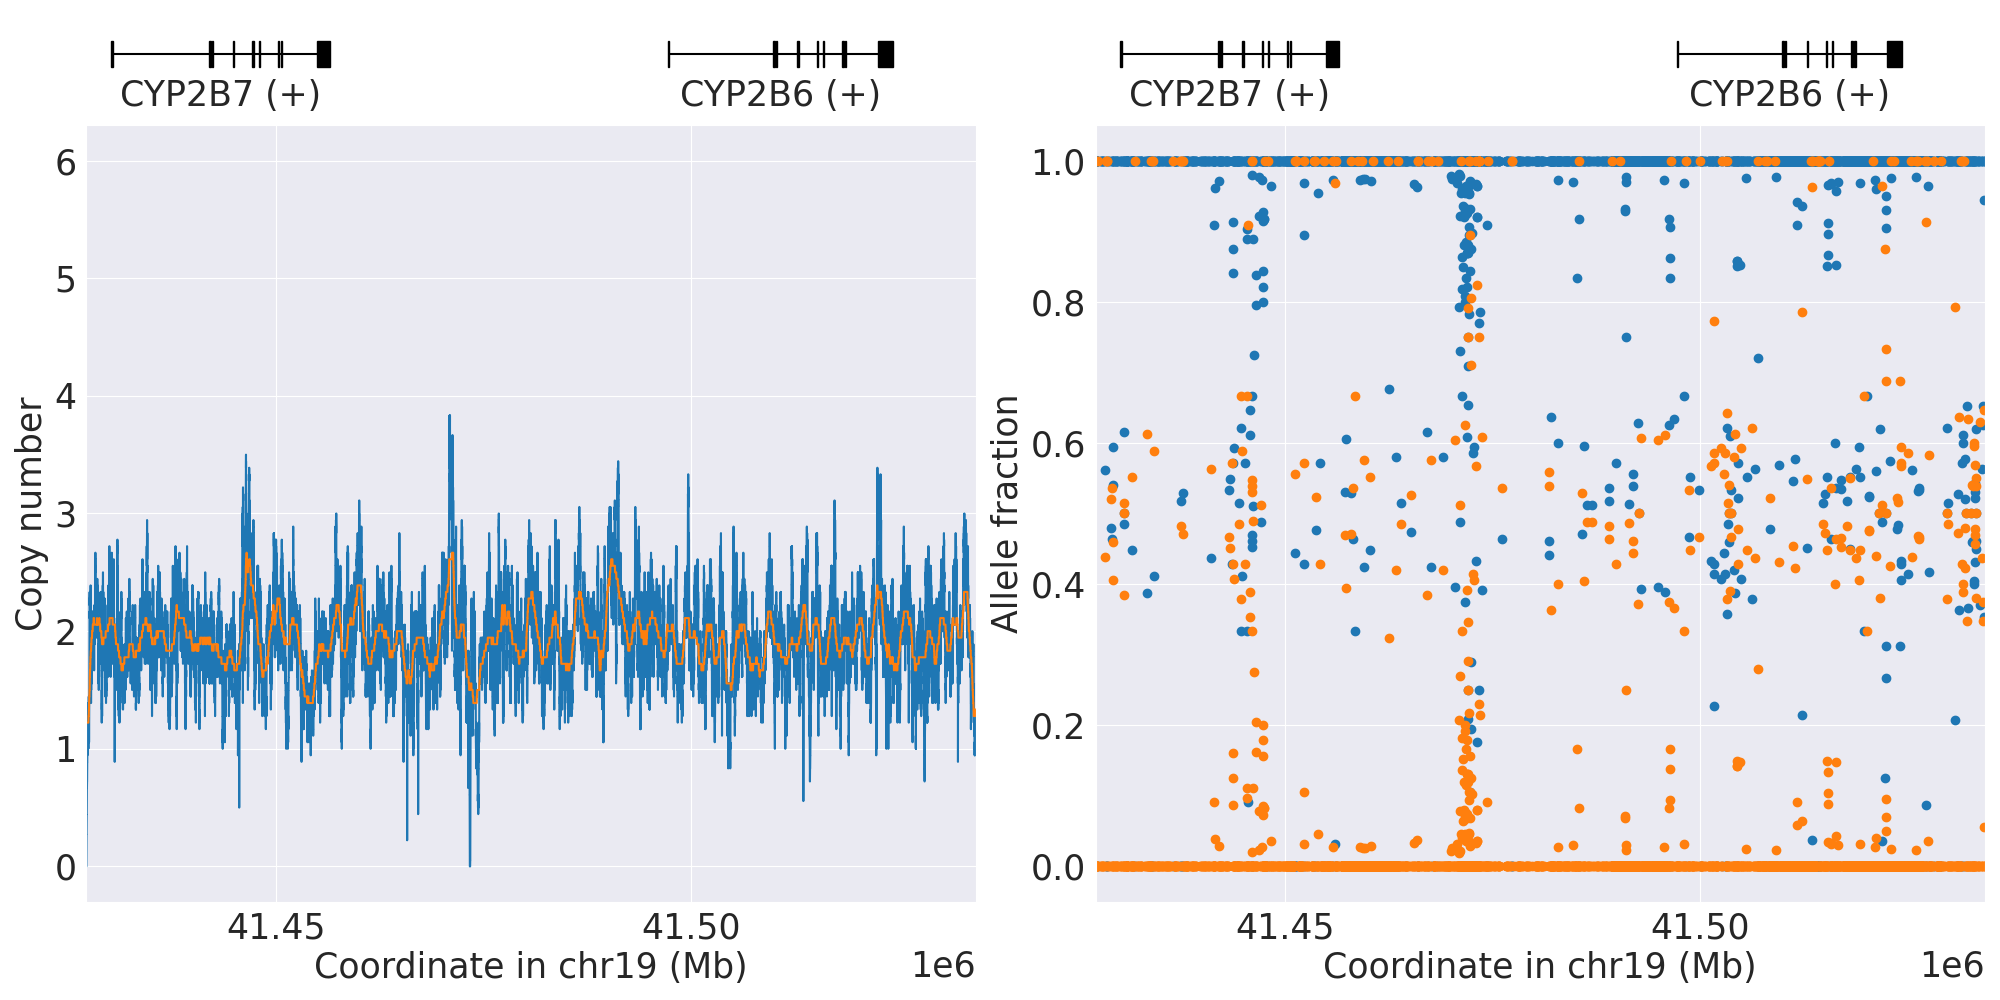 CYP2B7 (+)
CYP2B6 (+)
CYP2B7 (+)
CYP2B6 (+)
6
5
4
3
2
1
0
Copy number
41.45
41.50
Coordinate in chr19 (Mb)
1e6
1.0
0.8
0.6
0.4
0.2
0.0
Allele fraction
41.45
41.50
Coordinate in chr19 (Mb)
1e6